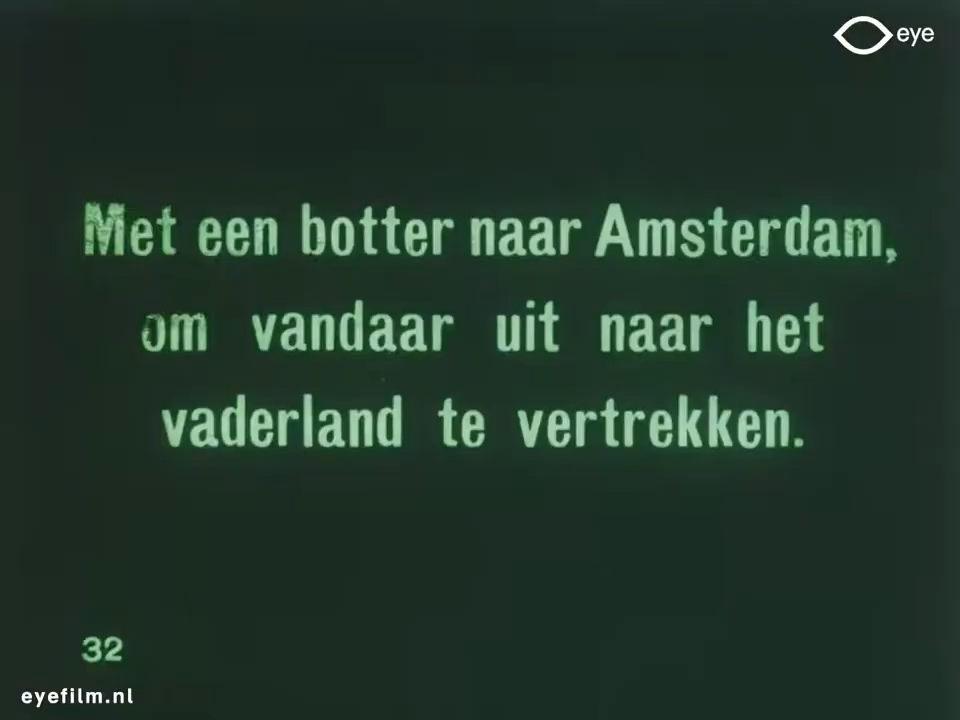 eye
Met een botter naar Amsterdam,
om vandaar uit naar het
vaderland te vertrekken.
32
eyefilm.nl